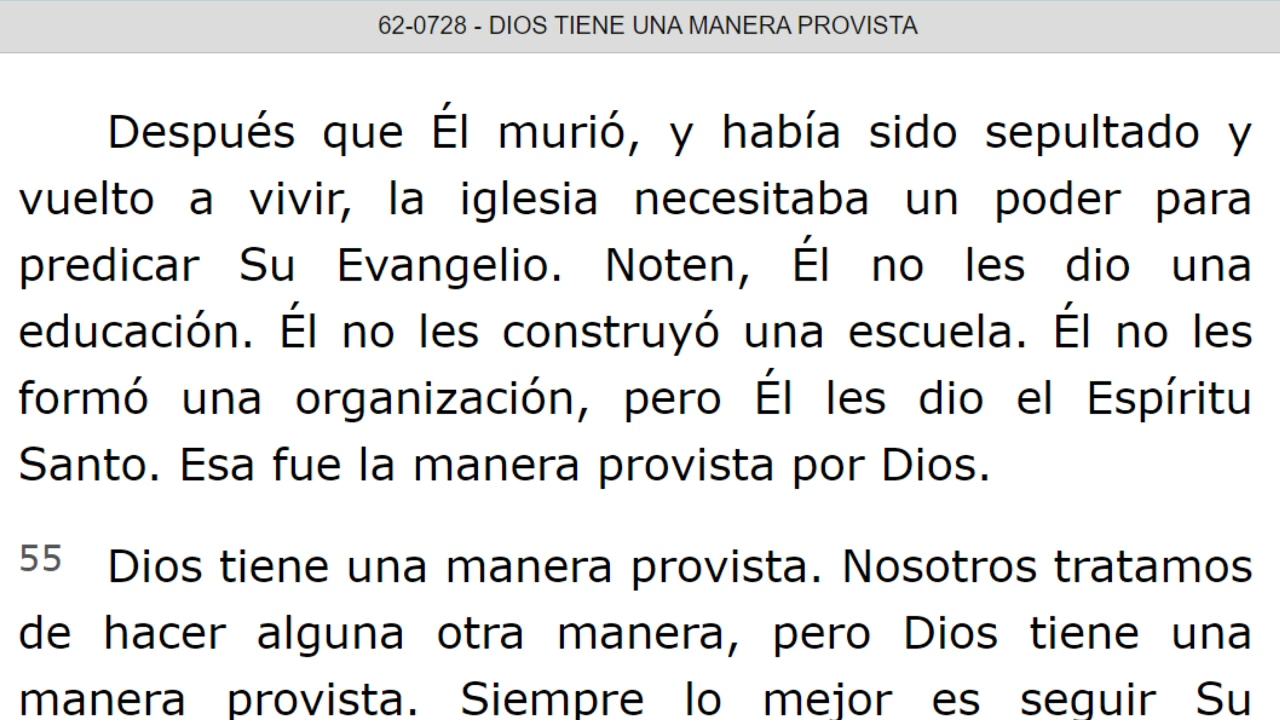 62-0728 - DIOS TIENE UNA MANERA PROVISTA
Después que Él murió, y había sido sepultado y
vuelto a vivir, la iglesia necesitaba un poder para
predicar Su Evangelio. Noten, Él no les dio una
educación. Él no les construyó una escuela. Él no les
formó una organización, pero Él les dio el Espíritu
Santo. Esa fue la manera provista por Dios.
55 Dios tiene una manera provista. Nosotros tratamos
de hacer alguna otra manera, pero Dios tiene una
manera provista. Siempre lo mejor es seguir Su